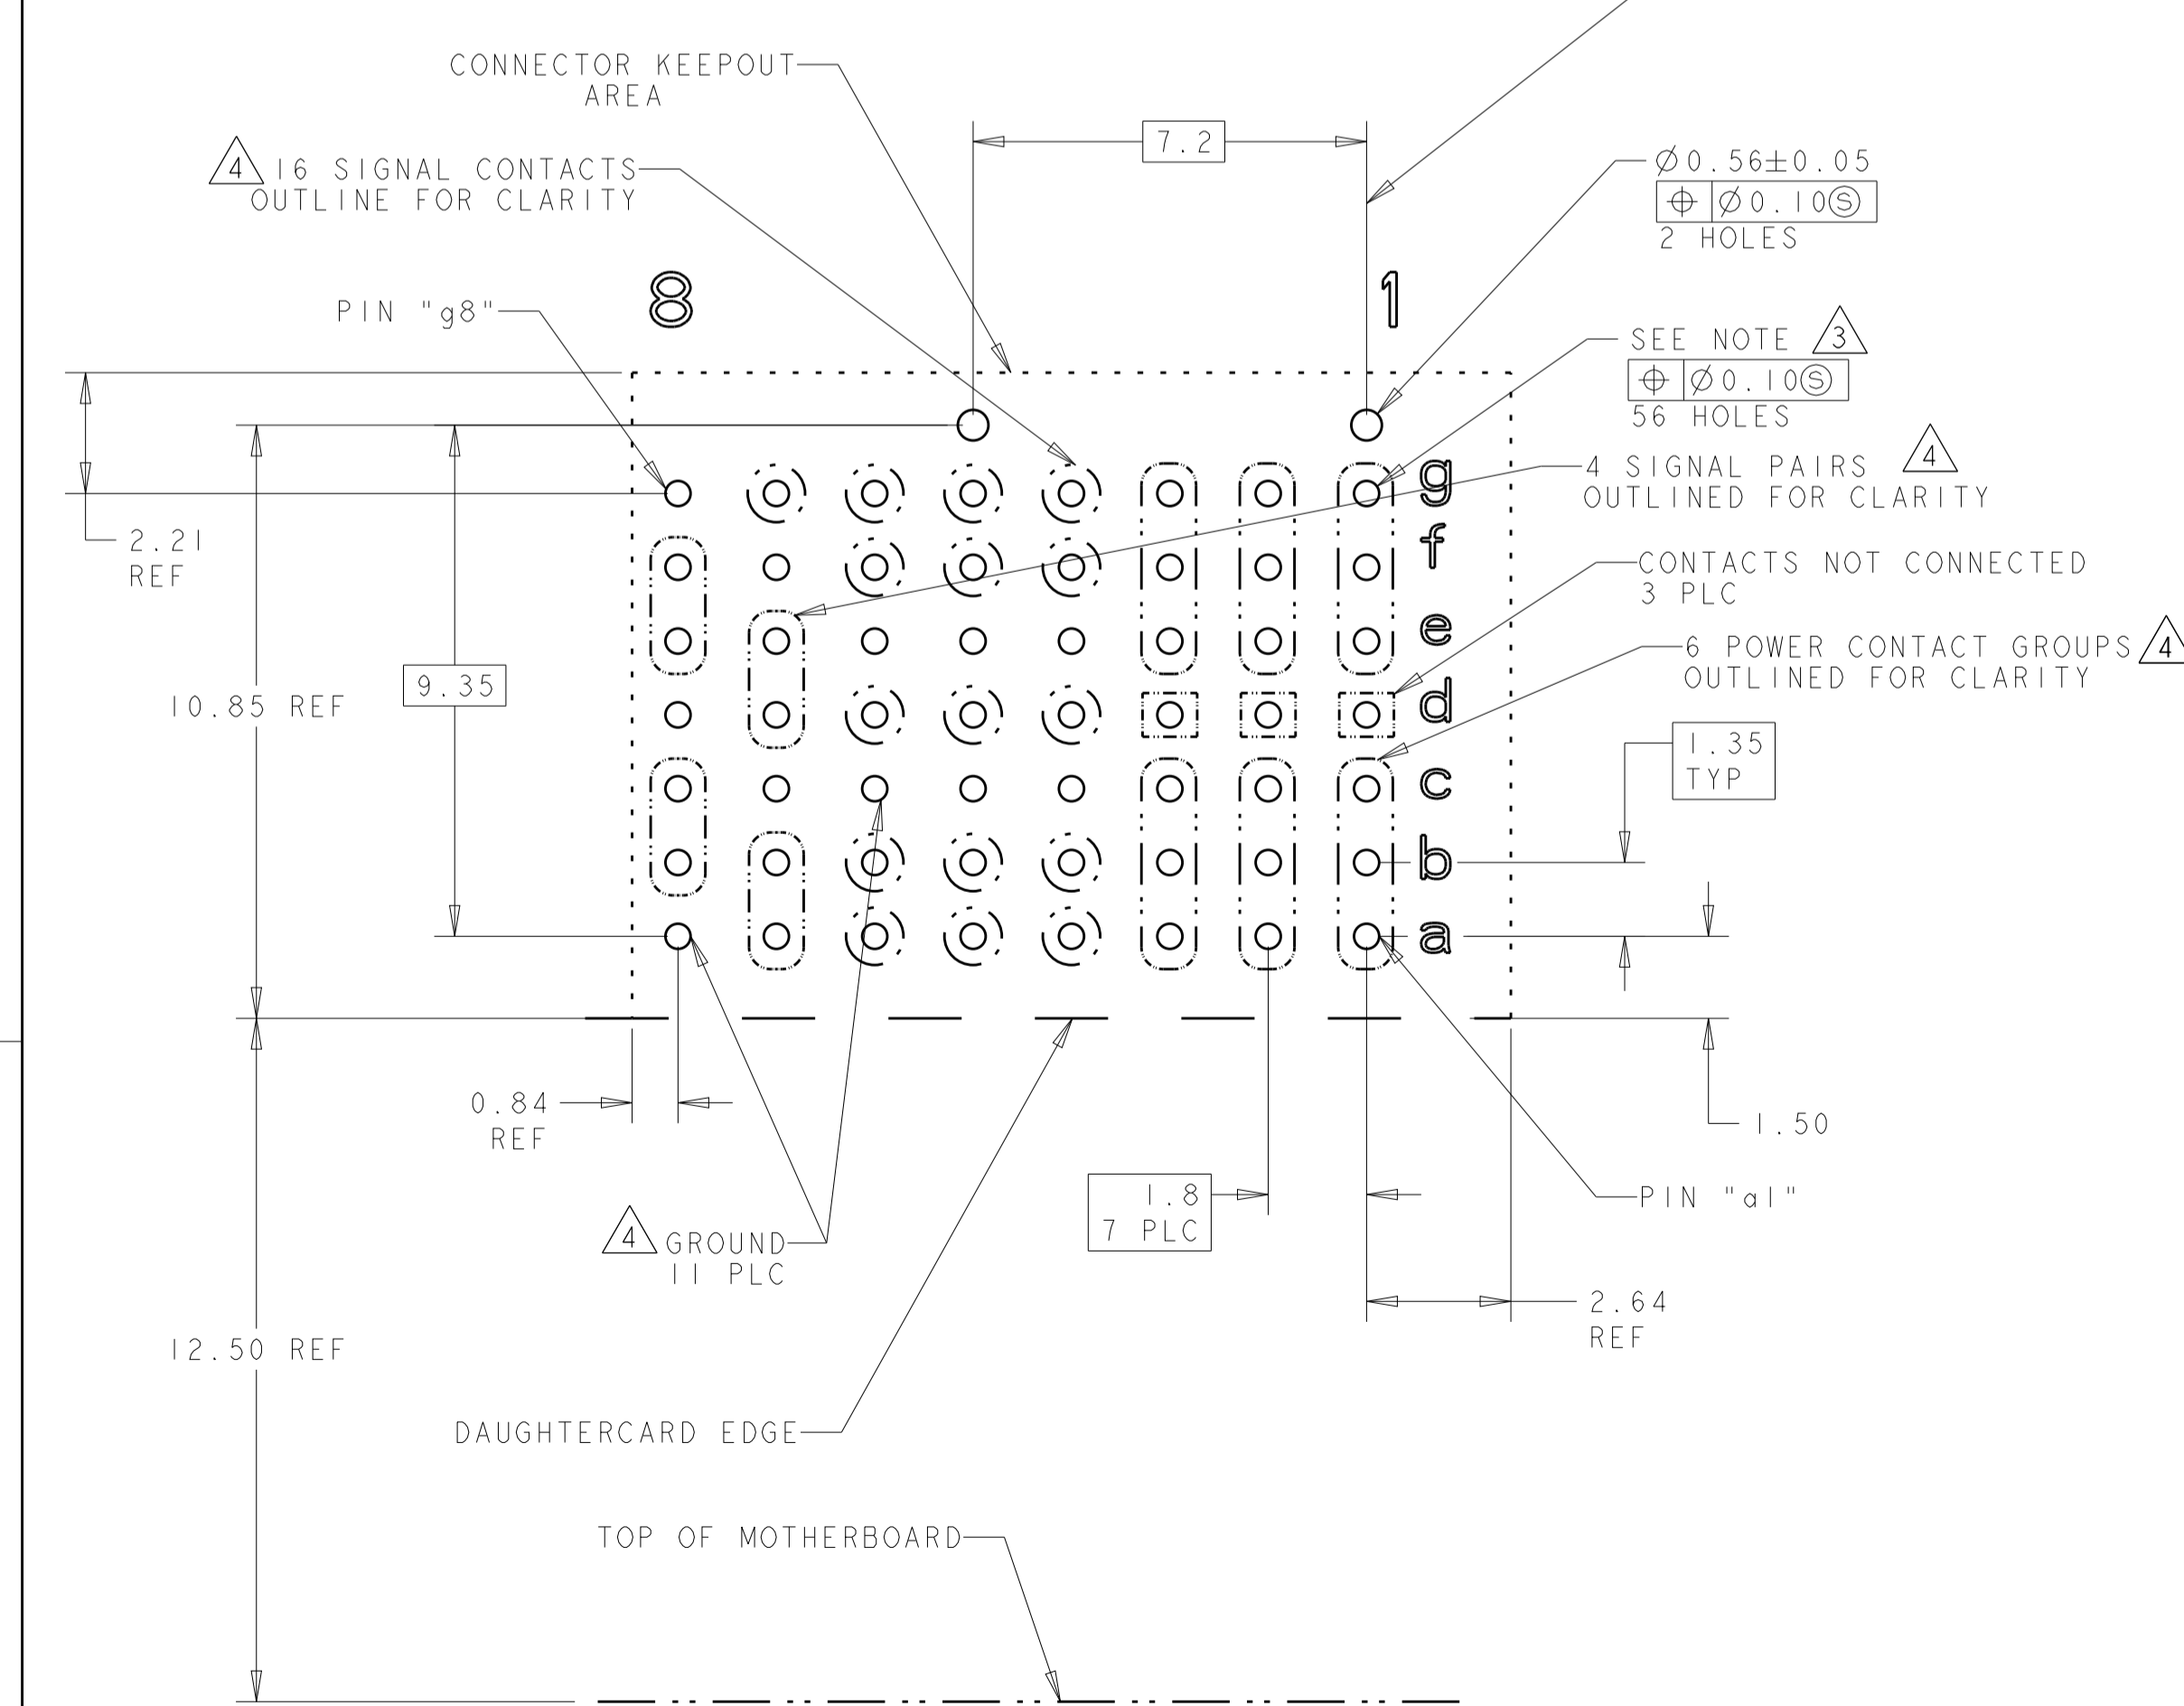 CONNECTOR KEEPOUT
AREA
7.2
4 16 SIGNAL CONTACTS
OUTLINE FOR CLARITY
Ø0.56±0.05
⌖ Ø0.10Ⓢ
2 HOLES
8
1
PIN "g8"
SEE NOTE 3
⌖ Ø0.10Ⓢ
56 HOLES
4 SIGNAL PAIRS 4
OUTLINED FOR CLARITY
g
f
e
d
c
b
a
2.21
REF
CONTACTS NOT CONNECTED
3 PLC
6 POWER CONTACT GROUPS 4
OUTLINED FOR CLARITY
9.35
10.85 REF
1.35
TYP
0.84
REF
1.50
1.8
7 PLC
PIN "a1"
4 GROUND
11 PLC
2.64
REF
12.50 REF
DAUGHTERCARD EDGE
TOP OF MOTHERBOARD